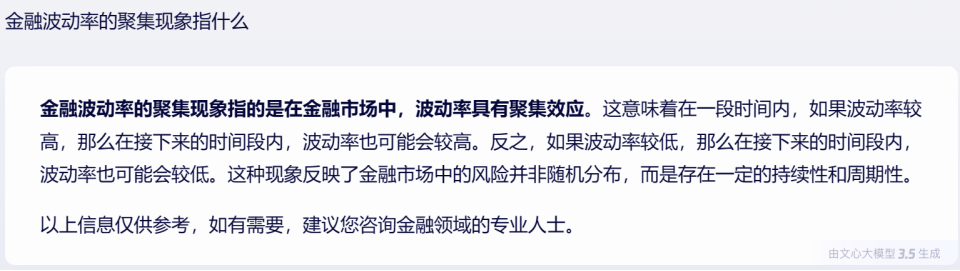 金融波动率的聚集现象指什么
金融波动率的聚集现象指的是在金融市场中，波动率具有聚集效应。这意味着在一段时间内，如果波动率较
高，那么在接下来的时间段内，波动率也可能会较高。反之，如果波动率较低，那么在接下来的时间段内，
波动率也可能会较低。这种现象反映了金融市场中的风险并非随机分布，而是存在一定的持续性和周期性。
以上信息仅供参考，如有需要，建议您咨询金融领域的专业人士。
由文心大模型 3.5 生成